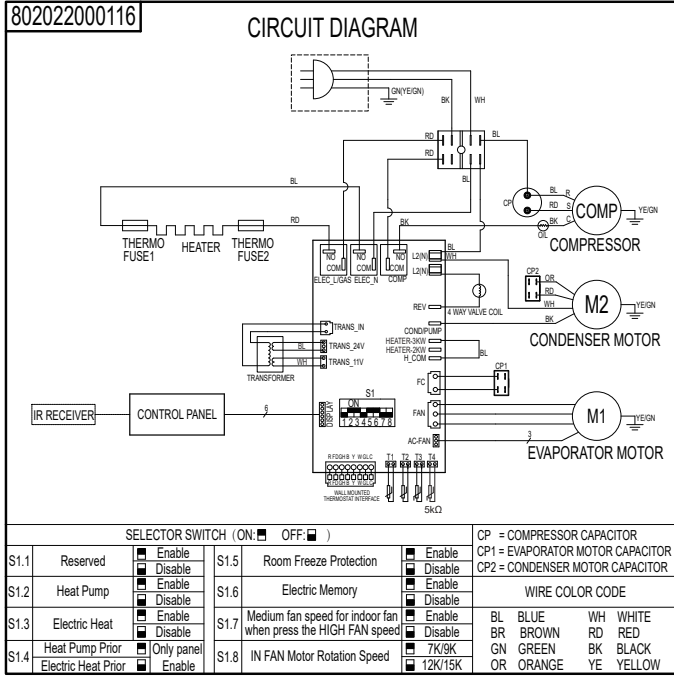 802022000116
CIRCUIT DIAGRAM
GN(YE/GN)
BK
WH
RD
BL
RD
BL
BL
CP
BL R
RD S
BK C
COMP
YE/GN
OIL
COMPRESSOR
BL
RD
BK
THERMO
FUSE1
HEATER
THERMO
FUSE2
NO
COM
NO
COM
NO
COM
ELEC_L/GAS
ELEC_N
COMP
L2(N)
BL
WH
L2(N)
CP2
OR
RD
WH
BK
M2
YE/GN
REV
4 WAY VALVE COIL
CONDENSER MOTOR
TRANS_IN
COND/PUMP
HEATER-3KW
HEATER-2KW
H_COM
BL
BL
TRANS_24V
WH
TRANS_11V
TRANSFORMER
CP1
FC
IR RECEIVER
CONTROL PANEL
6
DISPLAY
S1
ON
1 2 3 4 5 6 7 8
FAN
M1
YE/GN
AC-FAN
3
EVAPORATOR MOTOR
R FDGH B Y W GL C
R FDGH B Y W GL C
WALL MOUNTED
THERMOSTAT INTERFACE
T1 T2 T3 T4
5kΩ
SELECTOR SWITCH ( ON: OFF: )
S1.1 Reserved Enable
Disable
S1.2 Heat Pump Enable
Disable
S1.3 Electric Heat Enable
Disable
S1.4 Heat Pump Prior Only panel
Electric Heat Prior Enable
S1.5 Room Freeze Protection Enable
Disable
S1.6 Electric Memory Enable
Disable
S1.7 Medium fan speed for indoor fan
when press the HIGH FAN speed Enable
Disable
S1.8 IN FAN Motor Rotation Speed 7K/9K
12K/15K
CP = COMPRESSOR CAPACITOR
CP1 = EVAPORATOR MOTOR CAPACITOR
CP2 = CONDENSER MOTOR CAPACITOR
WIRE COLOR CODE
BL BLUE WH WHITE
BR BROWN RD RED
GN GREEN BK BLACK
OR ORANGE YE YELLOW